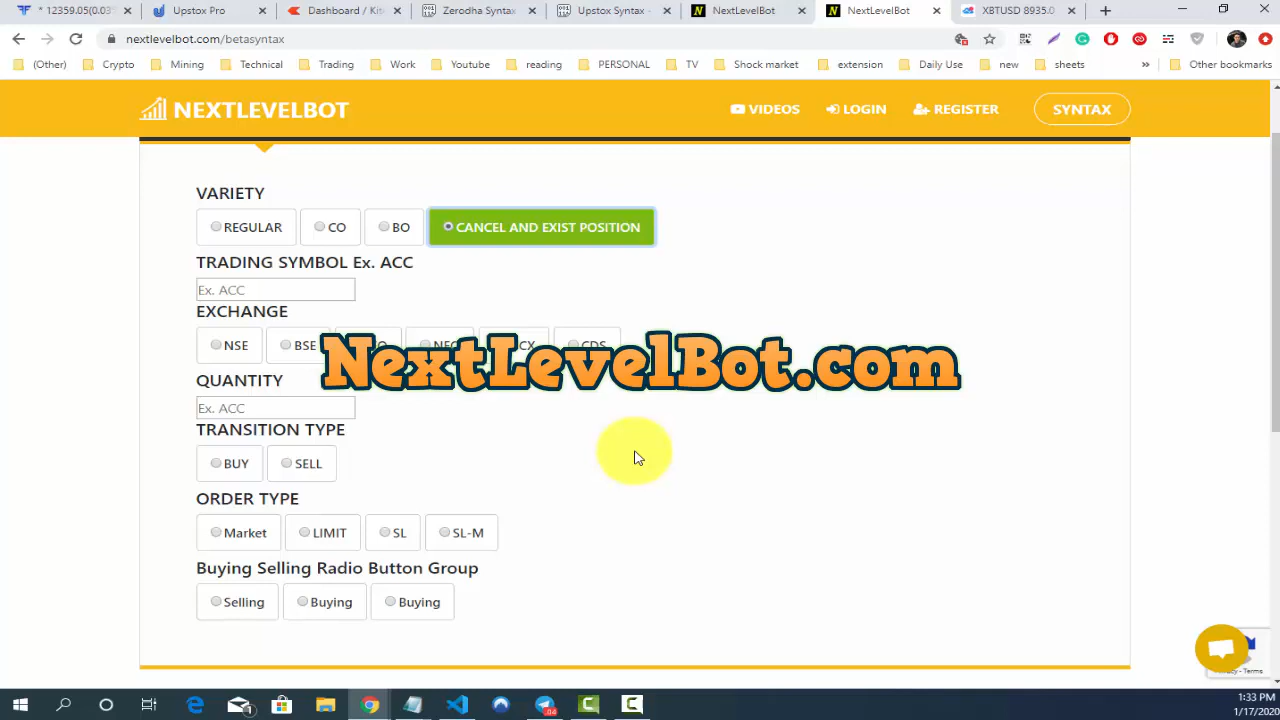 * 12359.05(0.03
Upstox Pro
Dashboard / Kit
Zerodha Syntax
Upstox Syntax -
NextLevelBot
NextLevelBot
XBTUSD 8935.0
nextlevelbot.com/betasyntax
(Other)
Crypto
Mining
Technical
Trading
Work
Youtube
reading
PERSONAL
TV
Shock market
extension
Daily Use
new
sheets
»
Other bookmarks
NEXTLEVELBOT
VIDEOS
LOGIN
REGISTER
SYNTAX
VARIETY
REGULAR
CO
BO
CANCEL AND EXIST POSITION
TRADING SYMBOL Ex. ACC
Ex. ACC
EXCHANGE
NSE
BSE
CDS
NextLevelBot.com
QUANTITY
Ex. ACC
TRANSITION TYPE
BUY
SELL
ORDER TYPE
Market
LIMIT
SL
SL-M
Buying Selling Radio Button Group
Selling
Buying
Buying
Privacy - Terms
1:33 PM
1/17/2020